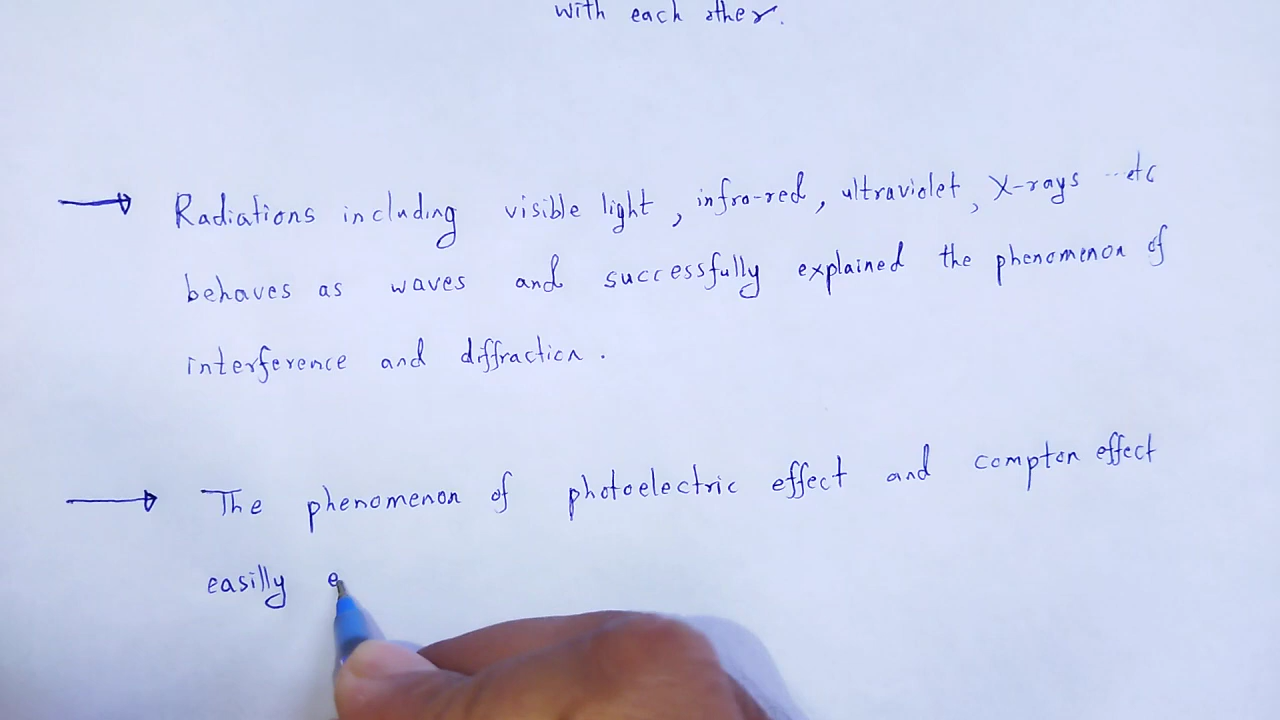 with each other.
→ Radiations including visible light, infra-red, ultraviolet, X-rays ...etc
behaves as waves and successfully explained the phenomenon of
interference and diffraction.
→ The phenomenon of photoelectric effect and compton effect
easilly e